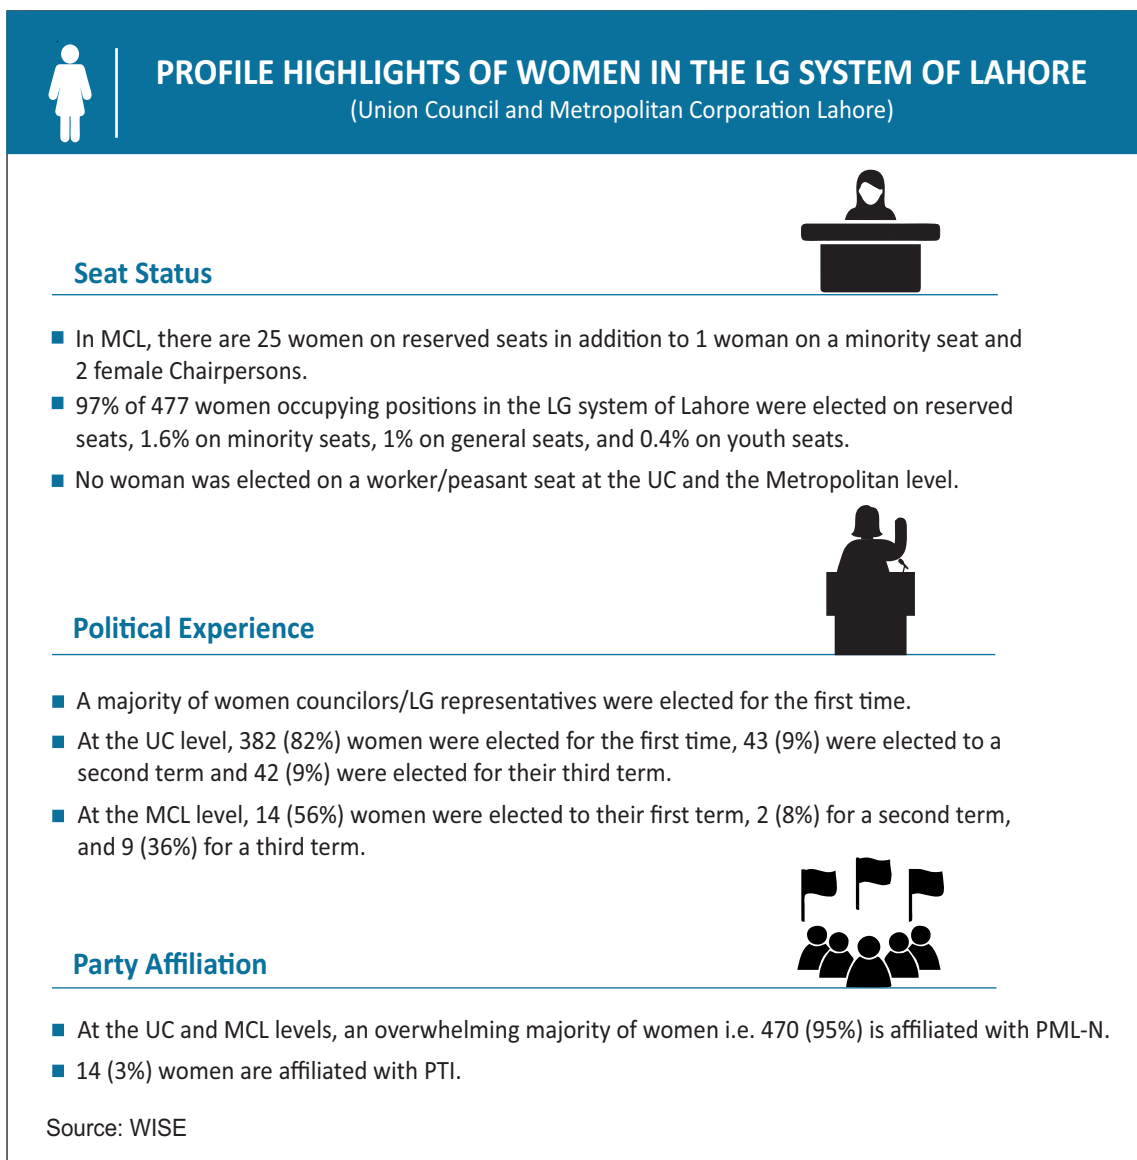 PROFILE HIGHLIGHTS OF WOMEN IN THE LG SYSTEM OF LAHORE
(Union Council and Metropolitan Corporation Lahore)
Seat Status
■ In MCL, there are 25 women on reserved seats in addition to 1 woman on a minority seat and
2 female Chairpersons.
■ 97% of 477 women occupying positions in the LG system of Lahore were elected on reserved
seats, 1.6% on minority seats, 1% on general seats, and 0.4% on youth seats.
■ No woman was elected on a worker/peasant seat at the UC and the Metropolitan level.
Political Experience
■ A majority of women councilors/LG representatives were elected for the first time.
■ At the UC level, 382 (82%) women were elected for the first time, 43 (9%) were elected to a
second term and 42 (9%) were elected for their third term.
■ At the MCL level, 14 (56%) women were elected to their first term, 2 (8%) for a second term,
and 9 (36%) for a third term.
Party Affiliation
■ At the UC and MCL levels, an overwhelming majority of women i.e. 470 (95%) is affiliated with PML-N.
■ 14 (3%) women are affiliated with PTI.
Source: WISE